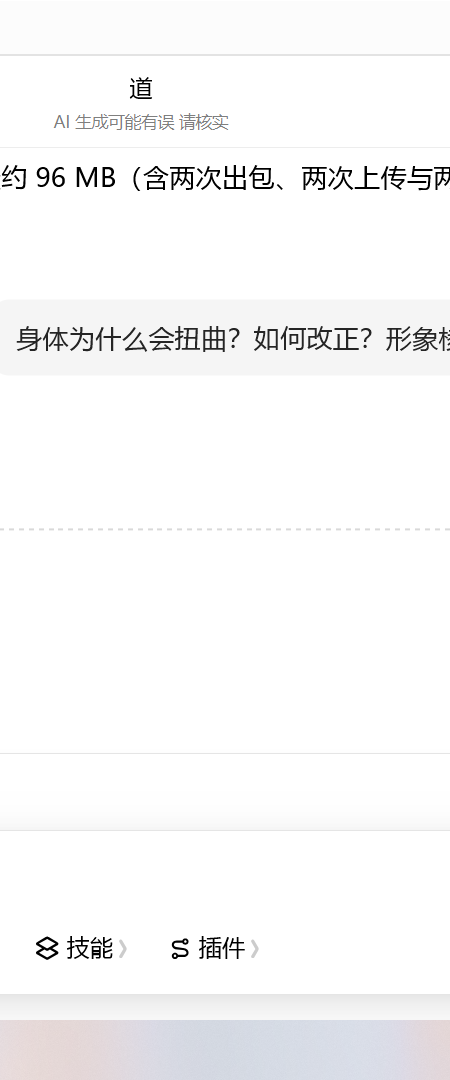 道
AI 生成可能有误 请核实
约 96 MB（含两次出包、两次上传与两
身体为什么会扭曲？如何改正？形象
技能
插件